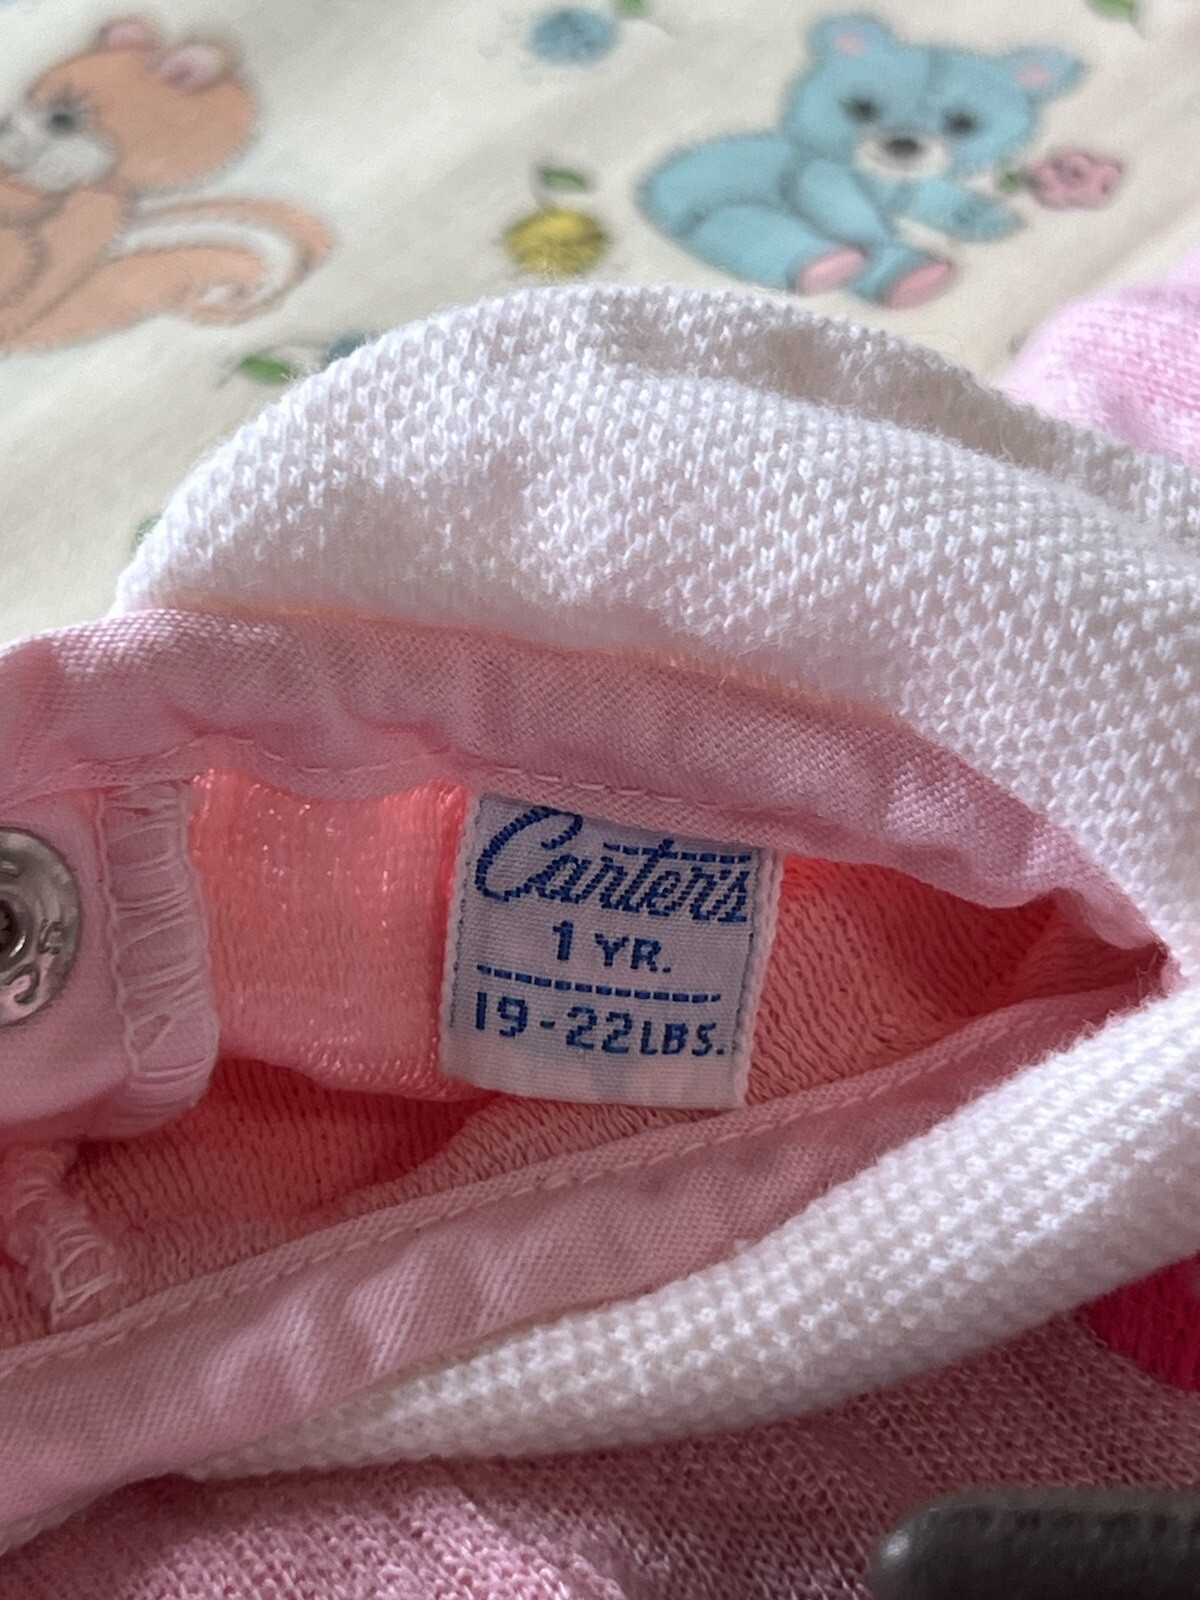 Carter's
1 YR.
19-22 LBS.